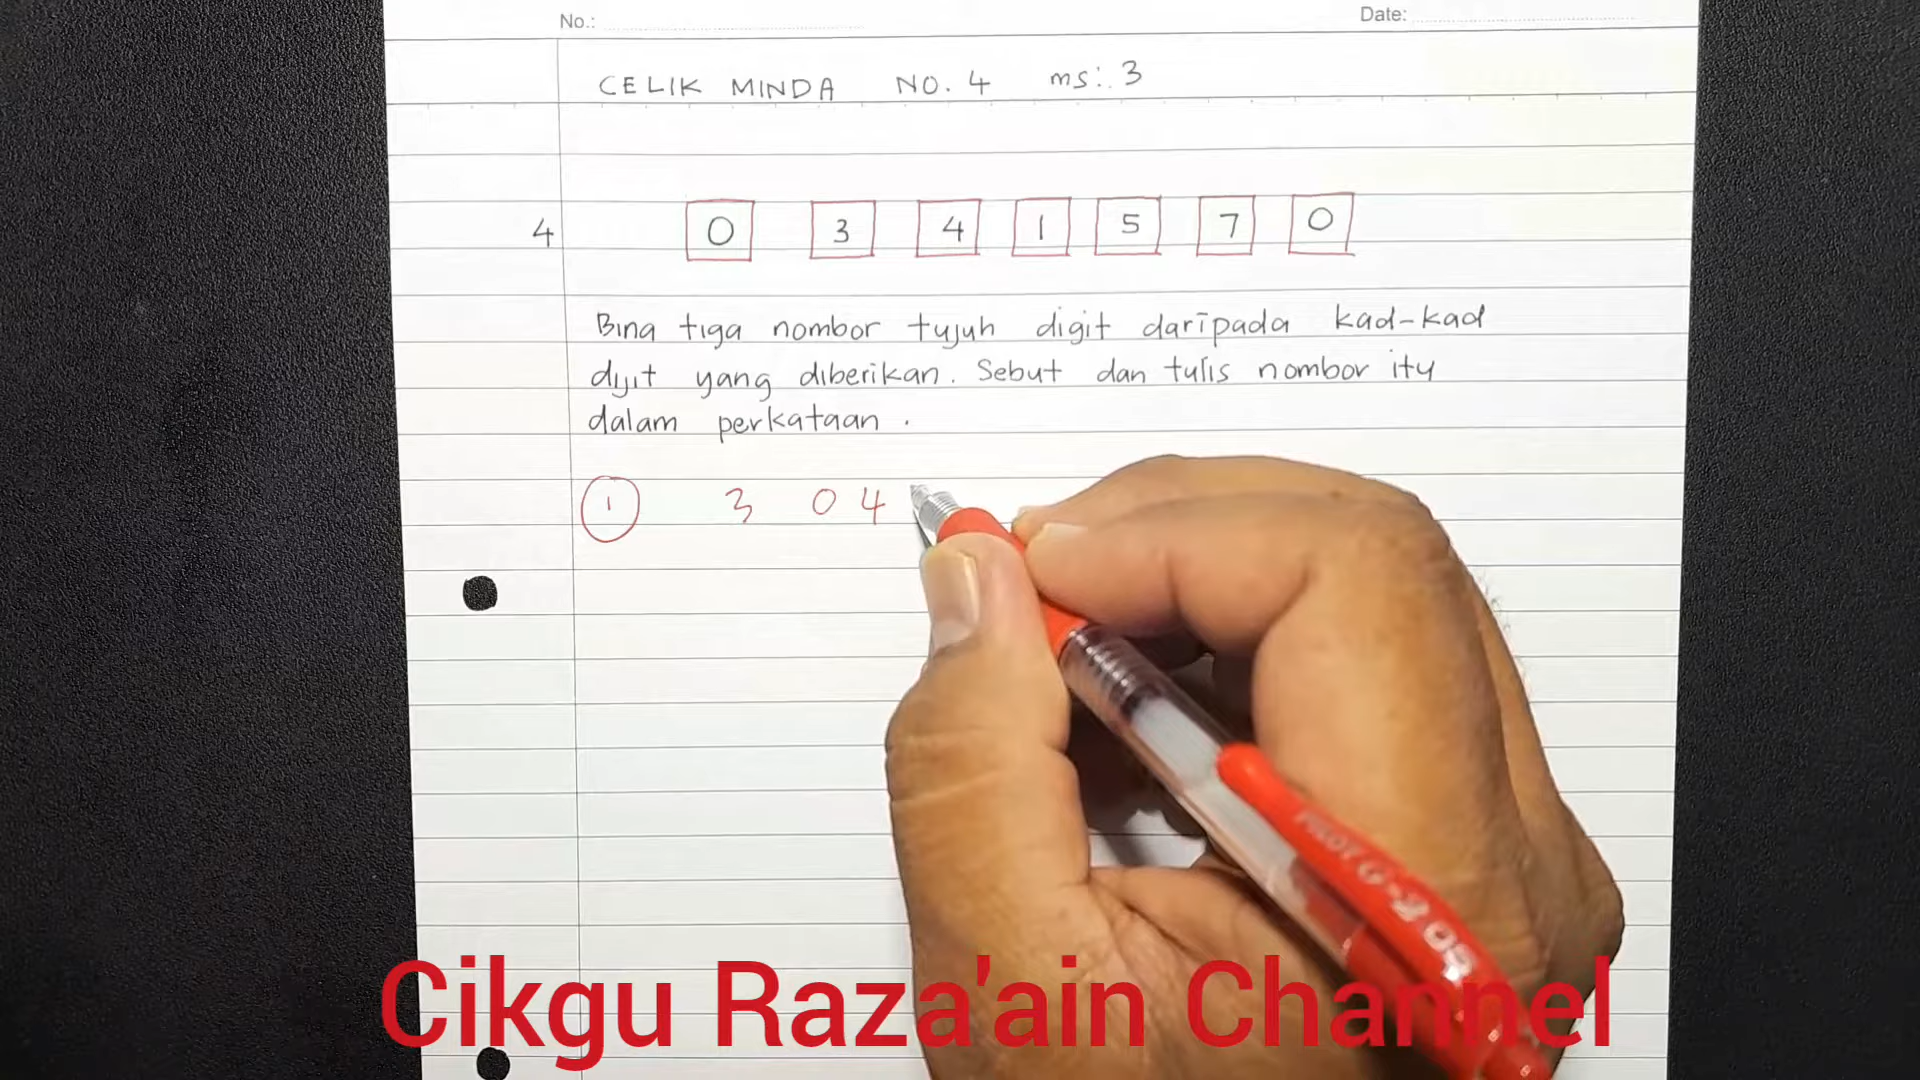 No.: Date:
CELIK MINDA NO. 4 ms: 3
4 0 3 4 1 5 7 0
Bina tiga nombor tujuh digit daripada kad-kad
digit yang diberikan. Sebut dan tulis nombor itu
dalam perkataan.
1 3 0 4
PILOT G-2 05
Cikgu Raza'ain Channel